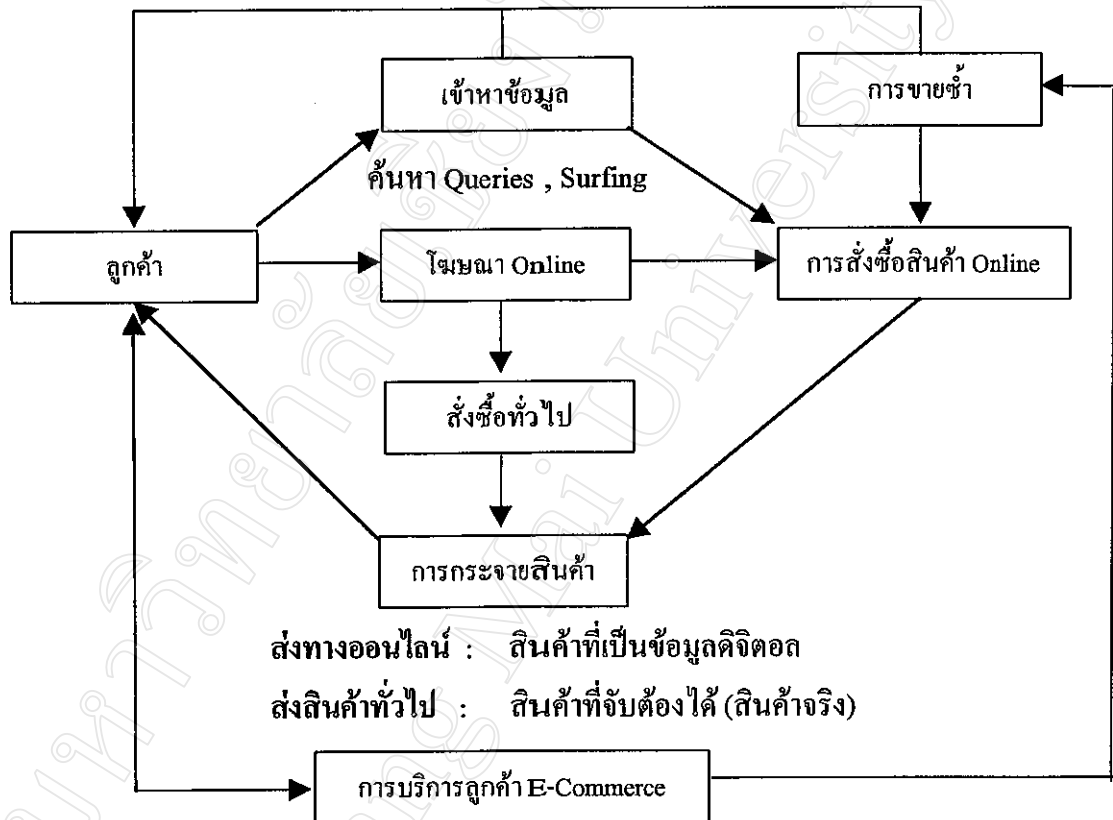 เข้าหาข้อมูล
การขายซ้ำ
ค้นหา Queries , Surfing
ลูกค้า
โฆษณา Online
การสั่งซื้อสินค้า Online
สั่งซื้อทั่วไป
การกระจายสินค้า
ส่งทางออนไลน์ : สินค้าที่เป็นข้อมูลดิจิตอล
ส่งสินค้าทั่วไป : สินค้าที่จับต้องได้ (สินค้าจริง)
การบริการลูกค้า E-Commerce